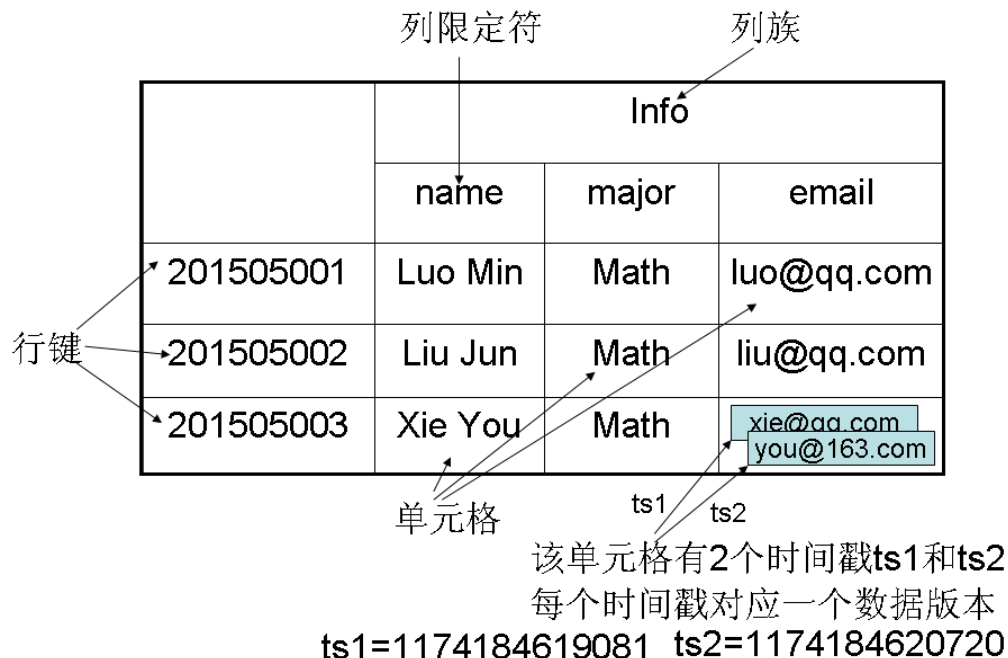 列限定符 列族
Info
name major email
201505001 Luo Min Math luo@qq.com
行键
201505002 Liu Jun Math liu@qq.com
201505003 Xie You Math xie@qq.com
you@163.com
单元格 ts1 ts2
该单元格有2个时间戳ts1和ts2
每个时间戳对应一个数据版本
ts1=1174184619081 ts2=1174184620720